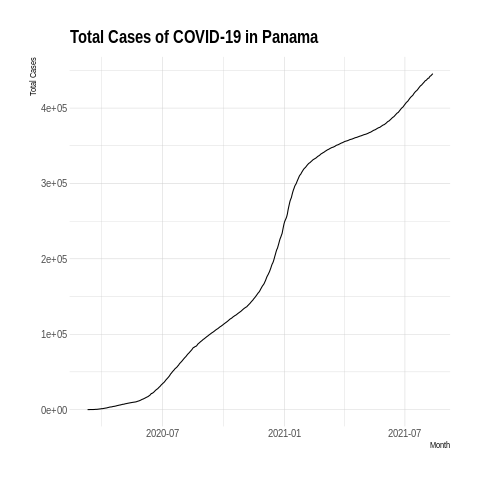 Total Cases of COVID-19 in Panama
Total Cases
4e+05
3e+05
2e+05
1e+05
0e+00
2020-07 2021-01 2021-07
Month